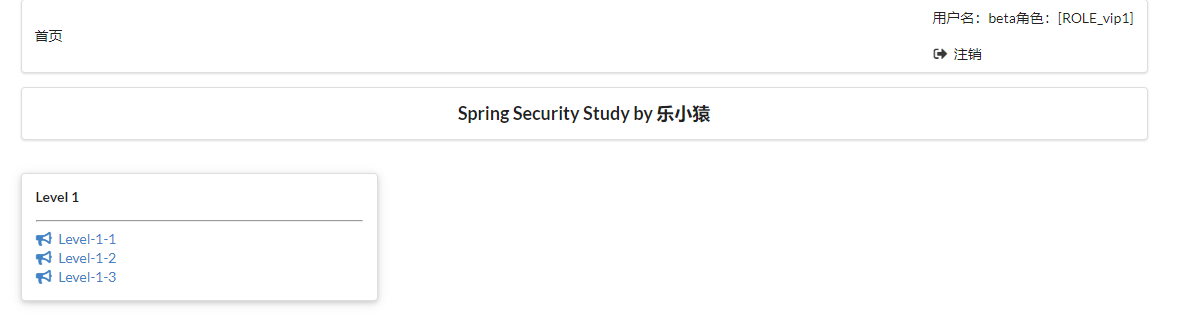 首页
用户名：beta角色：[ROLE_vip1]
注销
Spring Security Study by 乐小猿
Level 1
Level-1-1
Level-1-2
Level-1-3